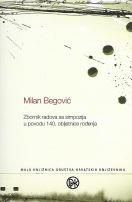 Milan Begović
Zbornik radova sa simpozija
u povodu 140. obljetnice rođenja
MALA KNJIŽNICA DRUŠTVA HRVATSKIH KNJIŽEVNIKA